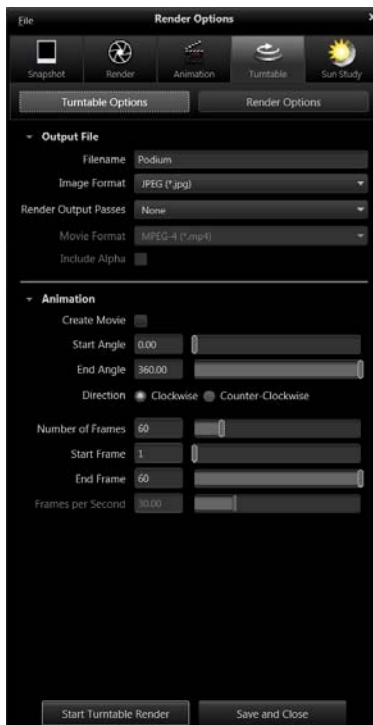 Render Options
File
Snapshot Render Animation Turntable Sun Study
Turntable Options Render Options
Output File
Filename Podium
Image Format JPEG (*.jpg)
Render Output Passes None
Movie Format MPEG-4 (*.mp4)
Include Alpha
Animation
Create Movie
Start Angle 0.00
End Angle 360.00
Direction Clockwise Counter-Clockwise
Number of Frames 60
Start Frame 1
End Frame 60
Frames per Second 30.00
Start Turntable Render Save and Close